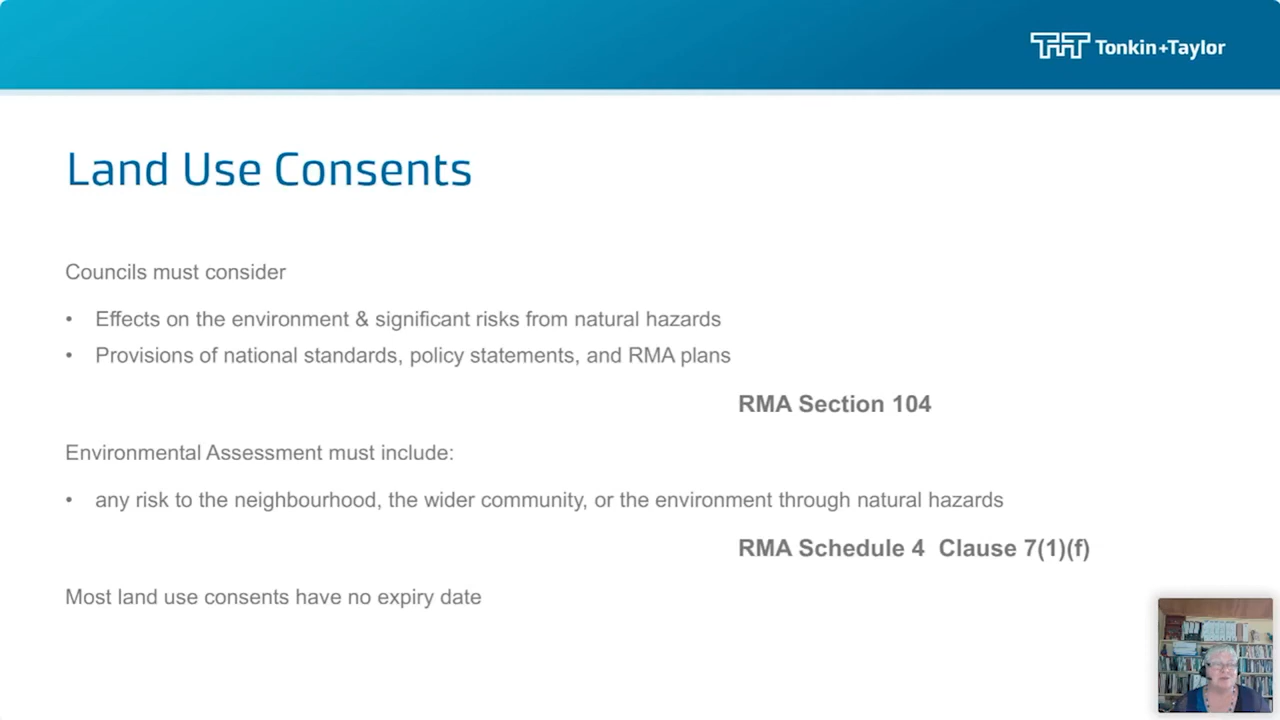 Tonkin+Taylor
Land Use Consents
Councils must consider
• Effects on the environment & significant risks from natural hazards
• Provisions of national standards, policy statements, and RMA plans
RMA Section 104
Environmental Assessment must include:
• any risk to the neighbourhood, the wider community, or the environment through natural hazards
RMA Schedule 4 Clause 7(1)(f)
Most land use consents have no expiry date